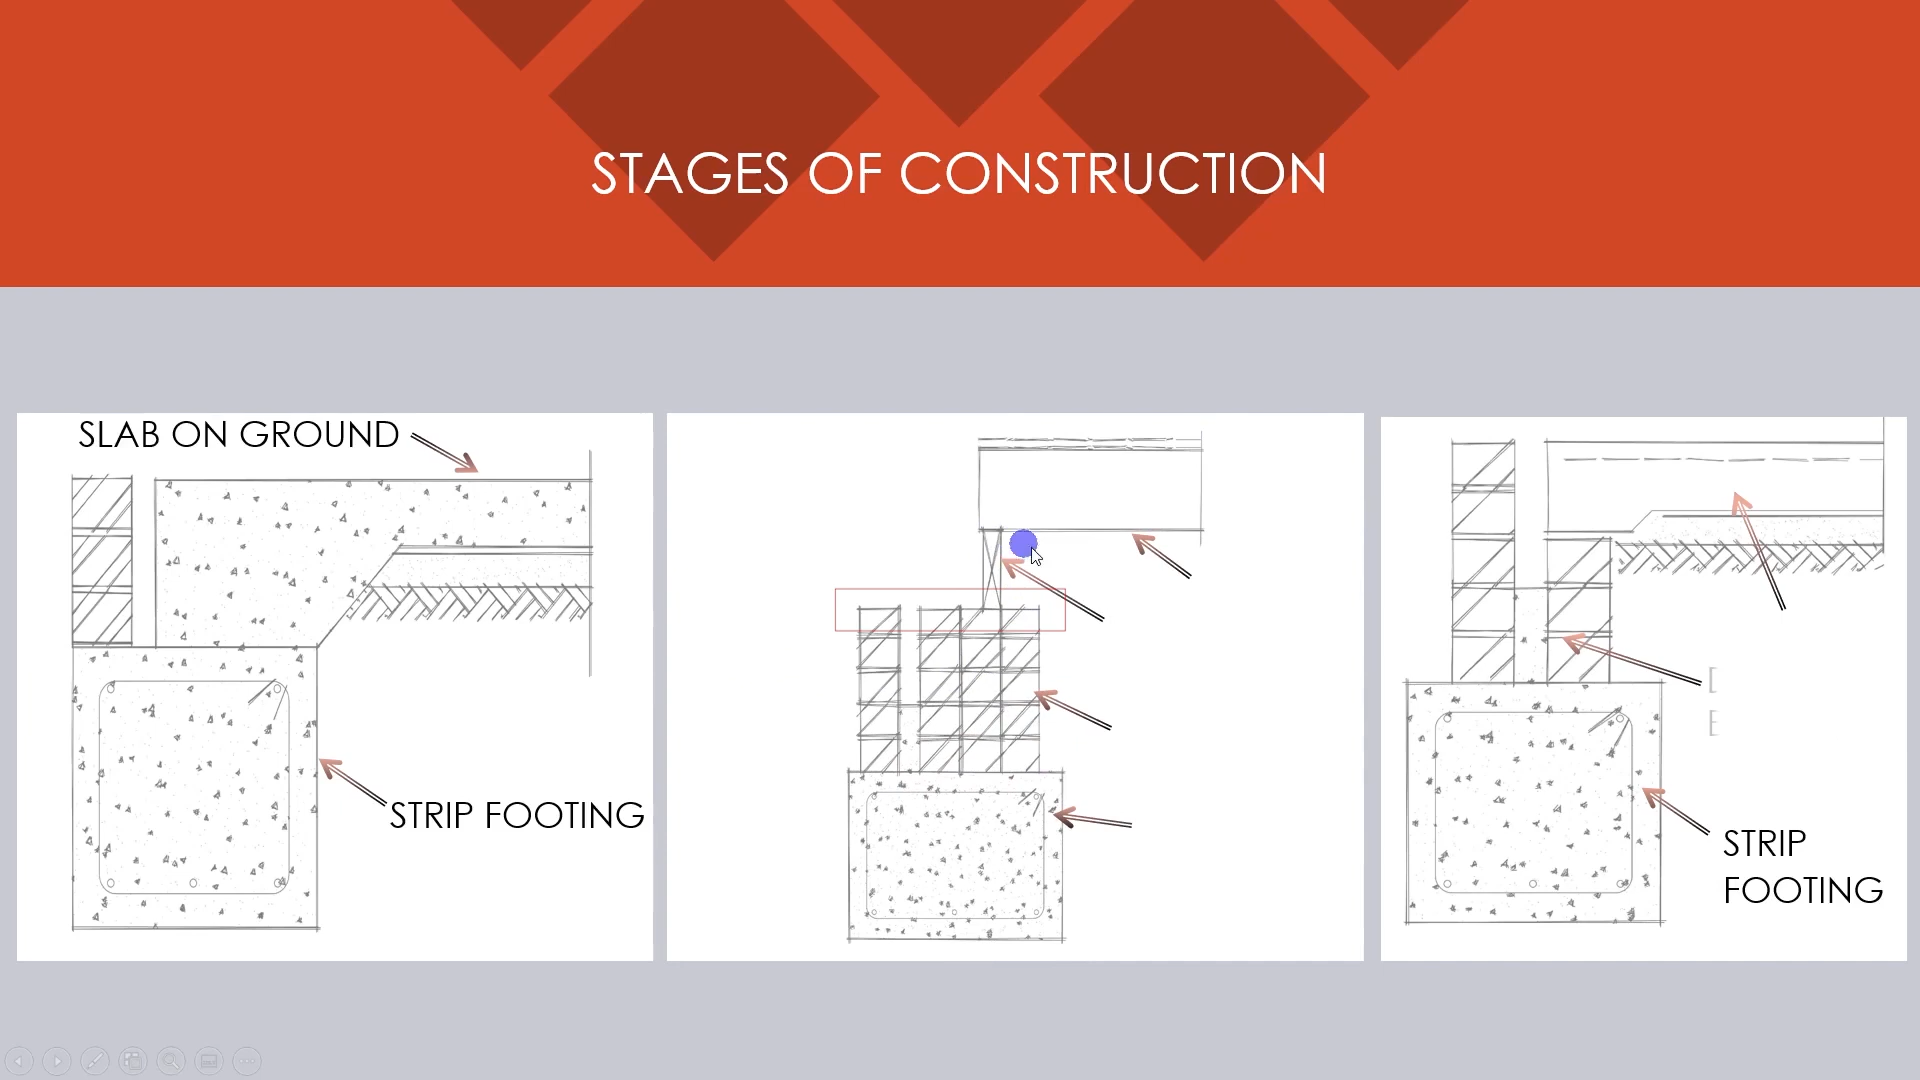 STAGES OF CONSTRUCTION
SLAB ON GROUND
STRIP FOOTING
STRIP
FOOTING